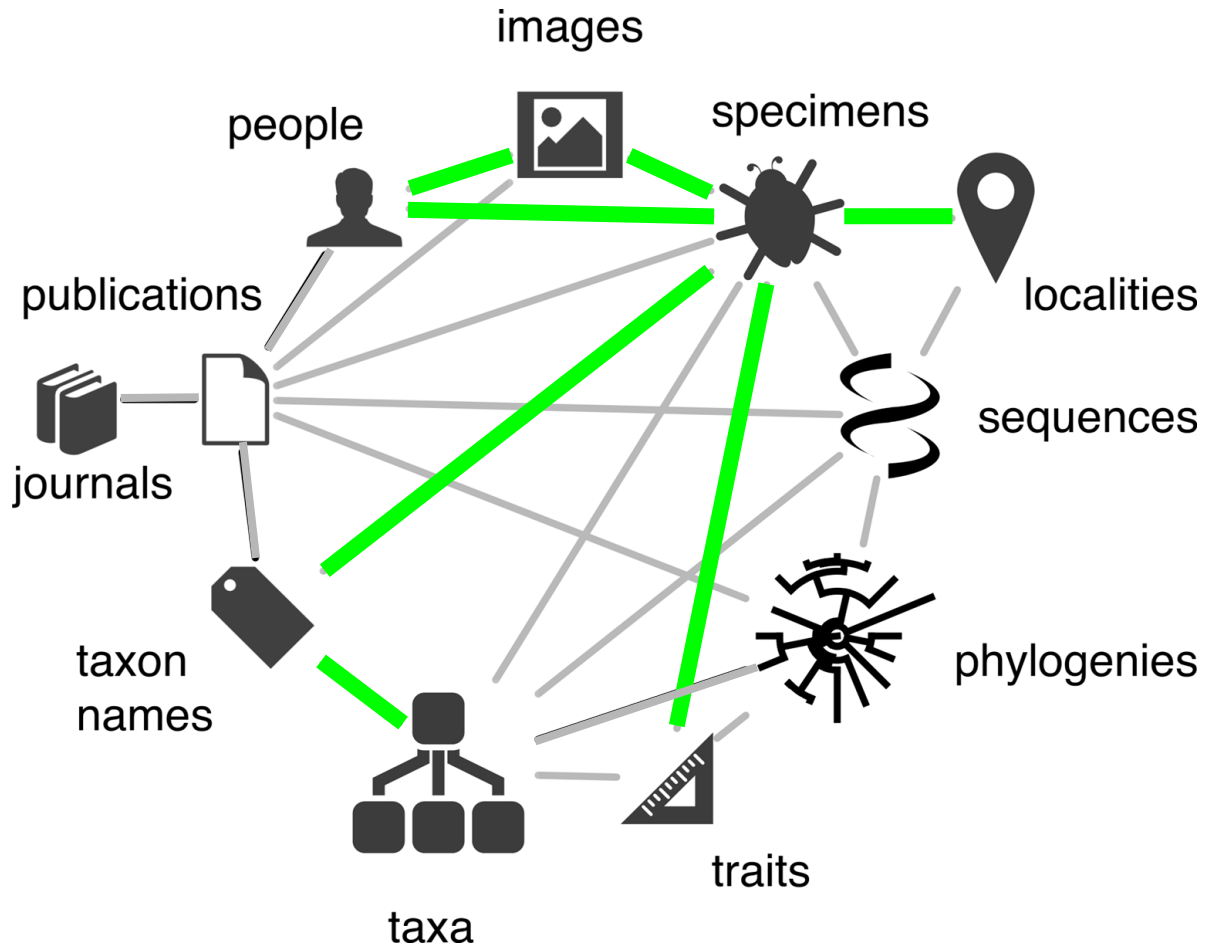 images
people
specimens
publications
localities
journals
sequences
taxon
names
phylogenies
traits
taxa